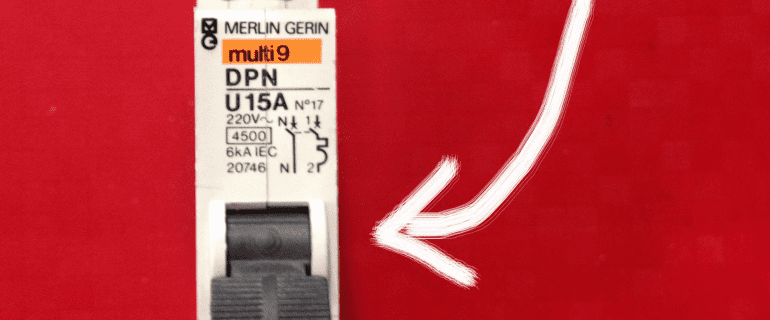 MERLIN GERIN
multi 9
DPN
U15A N°17
220V~ N 1
4500
6kA IEC
20746 N 2